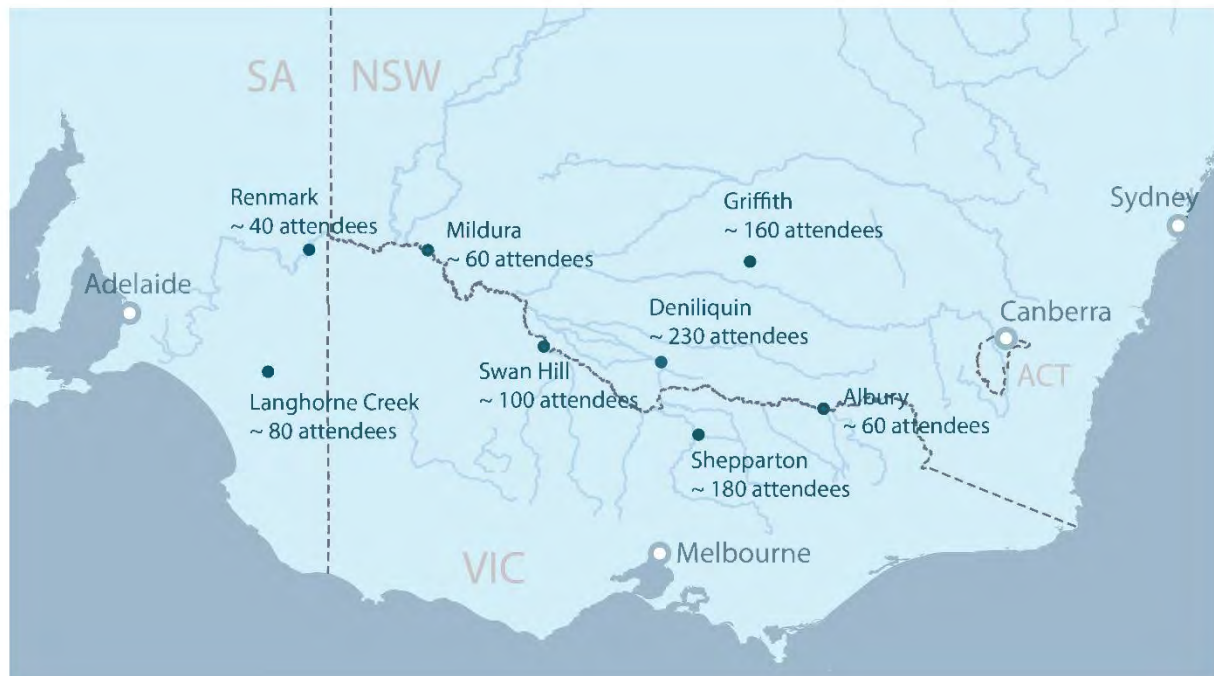 SA
NSW
Renmark
~ 40 attendees
Mildura
~ 60 attendees
Griffith
~ 160 attendees
Sydney
Adelaide
Deniliquin
~ 230 attendees
Canberra
Swan Hill
~ 100 attendees
ACT
Langhorne Creek
~ 80 attendees
Albury
~ 60 attendees
Shepparton
~ 180 attendees
VIC
Melbourne